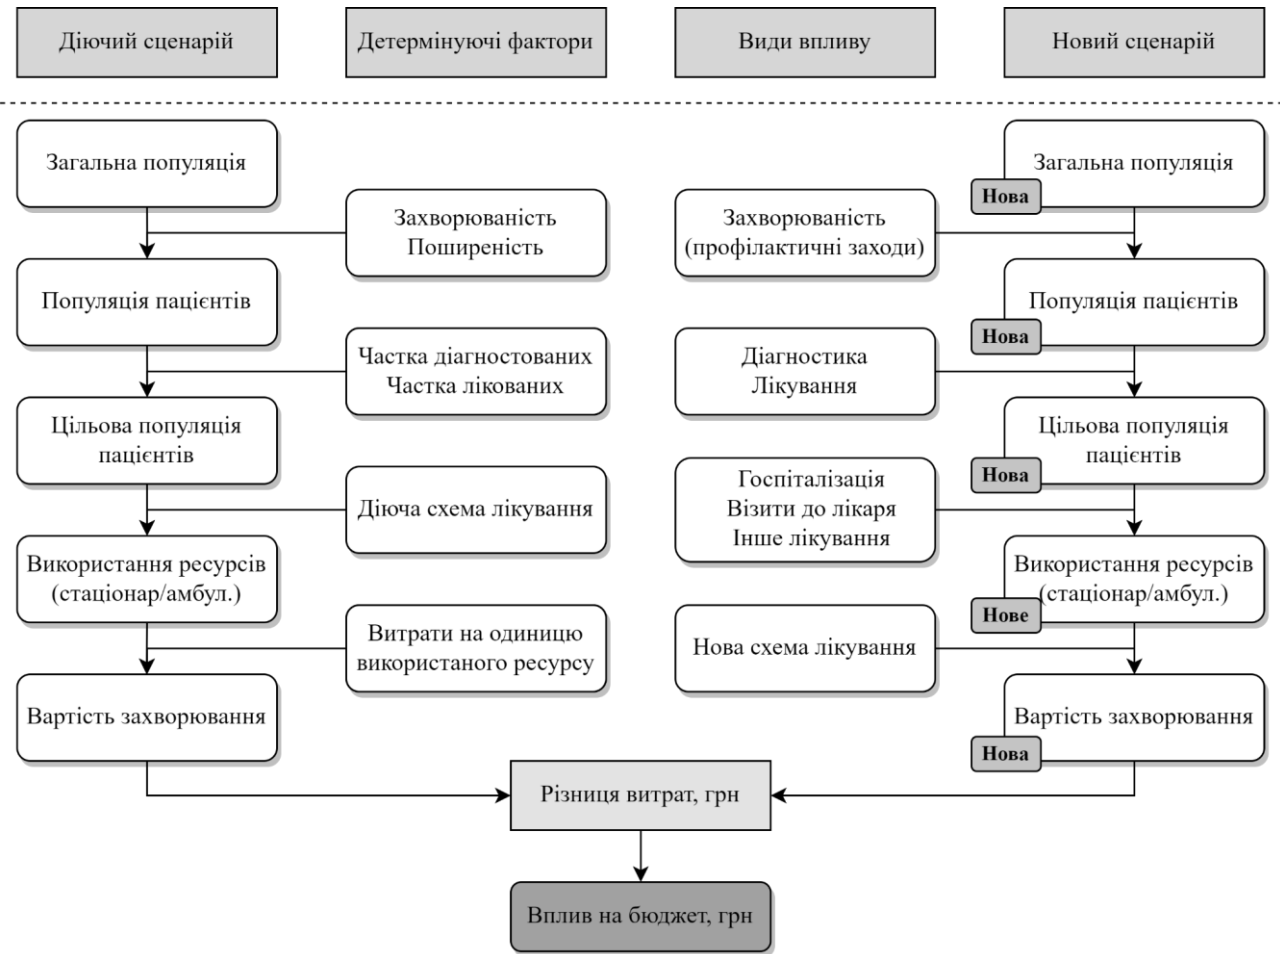 Діючий сценарій
Детермінуючі фактори
Види впливу
Новий сценарій
Загальна популяція
Загальна популяція
Нова
Захворюваність
Поширеність
Захворюваність
(профілактичні заходи)
Популяція пацієнтів
Популяція пацієнтів
Нова
Частка діагностованих
Частка лікованих
Діагностика
Лікування
Цільова популяція
пацієнтів
Цільова популяція
пацієнтів
Нова
Діюча схема лікування
Госпіталізація
Візити до лікаря
Інше лікування
Використання ресурсів
(стаціонар/амбул.)
Використання ресурсів
(стаціонар/амбул.)
Нове
Витрати на одиницю
використаного ресурсу
Нова схема лікування
Вартість захворювання
Вартість захворювання
Нова
Різниця витрат, грн
Вплив на бюджет, грн